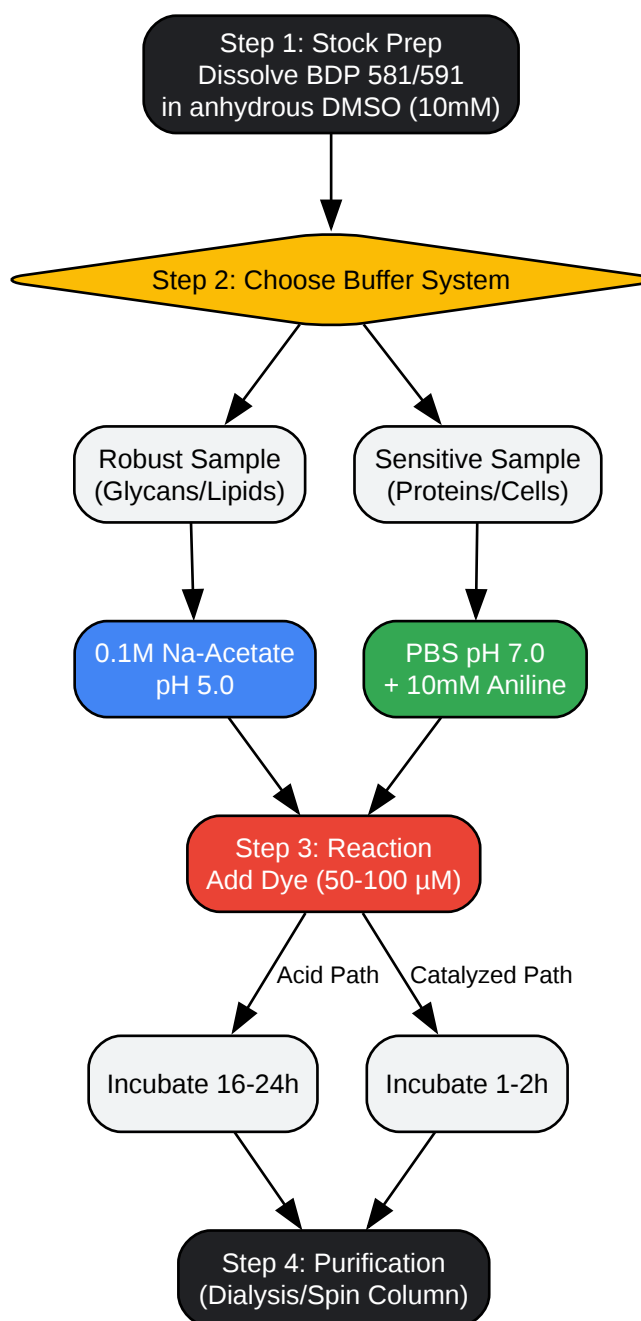 Step 1: Stock Prep
Dissolve BDP 581/591
in anhydrous DMSO (10mM)
Step 2: Choose Buffer System
Robust Sample
(Glycans/Lipids)
Sensitive Sample
(Proteins/Cells)
0.1M Na-Acetate
pH 5.0
PBS pH 7.0
+ 10mM Aniline
Step 3: Reaction
Add Dye (50-100 µM)
Acid Path
Catalyzed Path
Incubate 16-24h
Incubate 1-2h
Step 4: Purification
(Dialysis/Spin Column)